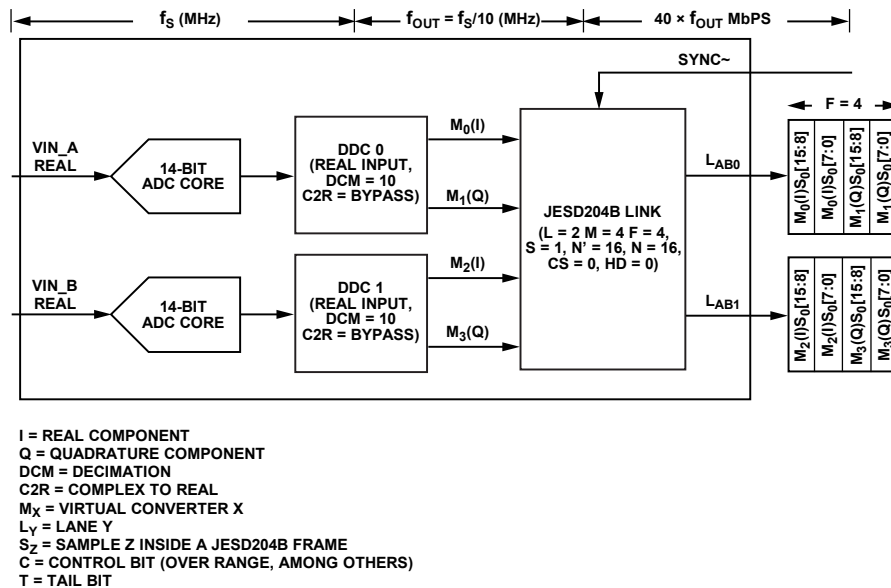 fS (MHz)
fOUT = fS/10 (MHz)
40 × fOUT MbPS
SYNC~
F = 4
VIN_A
REAL
14-BIT
ADC CORE
DDC 0
(REAL INPUT,
DCM = 10
C2R = BYPASS)
M0(I)
M1(Q)
VIN_B
REAL
14-BIT
ADC CORE
DDC 1
(REAL INPUT,
DCM = 10
C2R = BYPASS)
M2(I)
M3(Q)
JESD204B LINK
(L = 2 M = 4 F = 4,
S = 1, N’ = 16, N = 16,
CS = 0, HD = 0)
LAB0
LAB1
M0(I)S0[15:8]
M0(I)S0[7:0]
M1(Q)S0[15:8]
M1(Q)S0[7:0]
M2(I)S0[15:8]
M2(I)S0[7:0]
M3(Q)S0[15:8]
M3(Q)S0[7:0]
I = REAL COMPONENT
Q = QUADRATURE COMPONENT
DCM = DECIMATION
C2R = COMPLEX TO REAL
MX = VIRTUAL CONVERTER X
LY = LANE Y
SZ = SAMPLE Z INSIDE A JESD204B FRAME
C = CONTROL BIT (OVER RANGE, AMONG OTHERS)
T = TAIL BIT